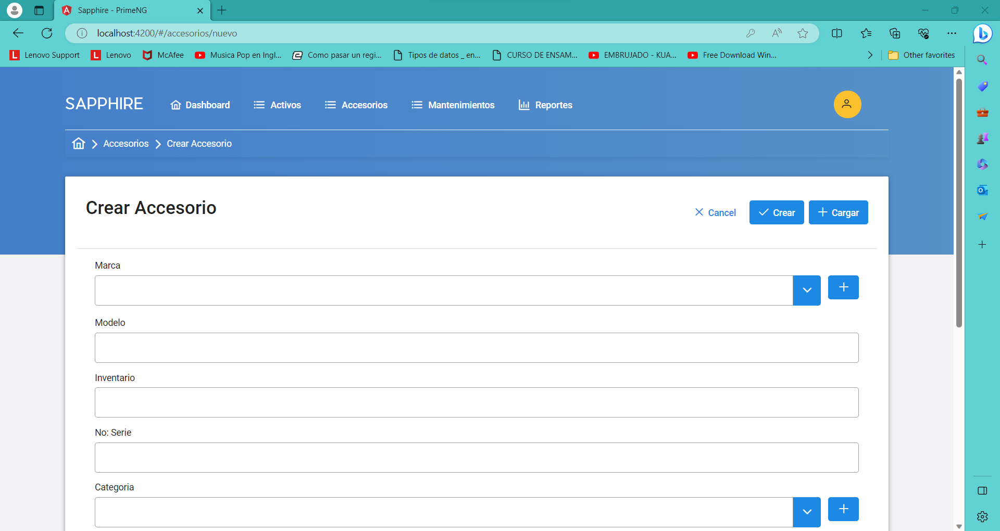 Sapphire - PrimeNG
localhost:4200/#/accesorios/nuevo
Lenovo Support
Lenovo
McAfee
Musica Pop en Ingl...
Como pasar un regi...
Tipos de datos _ en...
CURSO DE ENSAM...
EMBRUJADO - KUA...
Free Download Win...
Other favorites
SAPPHIRE
Dashboard
Activos
Accesorios
Mantenimientos
Reportes
Accesorios
Crear Accesorio
Crear Accesorio
Cancel
Crear
Cargar
Marca
Modelo
Inventario
No: Serie
Categoria